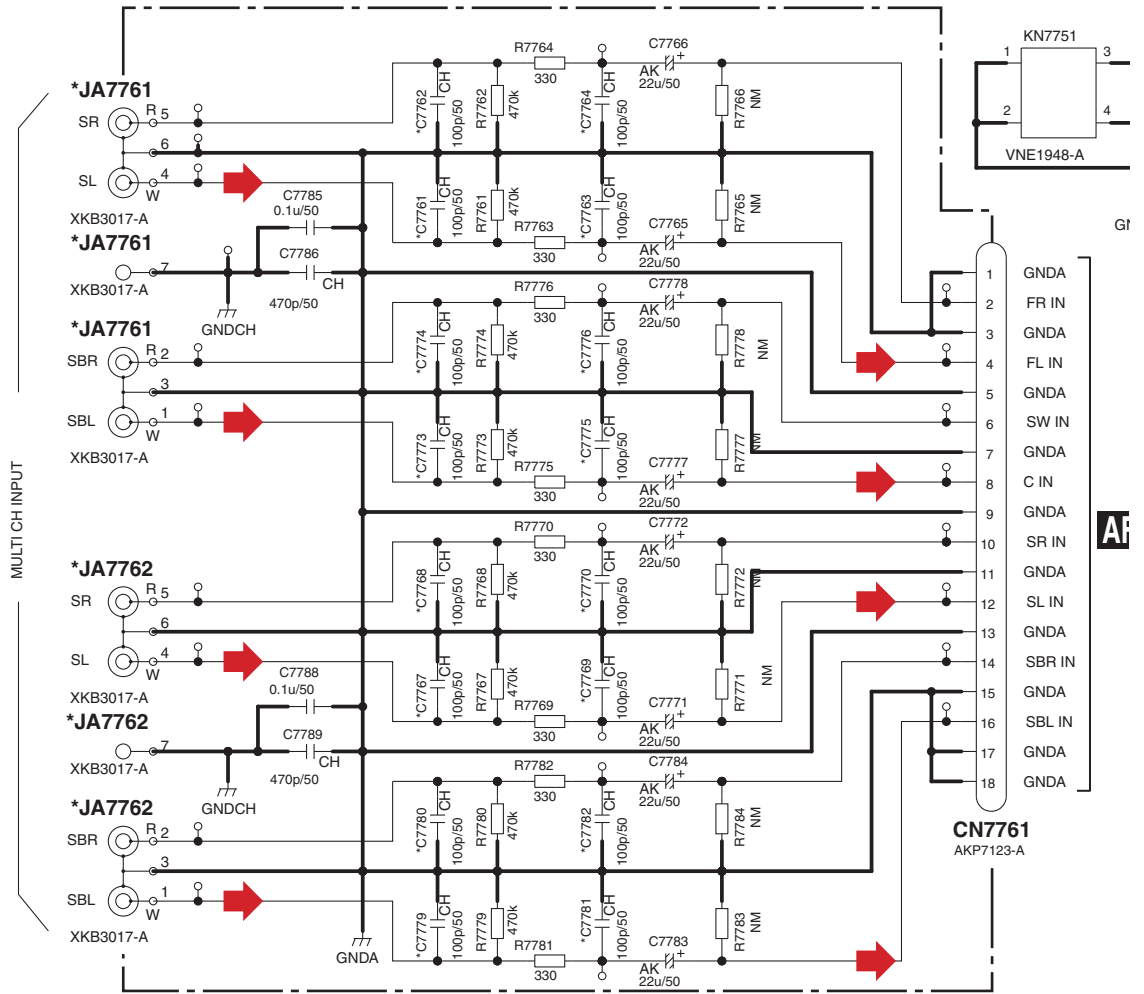 MULTI CH INPUT
*JA7761
SR
R 5
6
SL
4
W
XKB3017-A
*JA7761
7
XKB3017-A
GNDCH
C7785
0.1u/50
C7786
CH
470p/50
*JA7761
SBR
R 2
3
SBL
1
W
XKB3017-A
*JA7762
SR
R 5
6
SL
4
W
XKB3017-A
*JA7762
7
XKB3017-A
GNDCH
C7788
0.1u/50
C7789
CH
470p/50
*JA7762
SBR
R 2
3
SBL
1
W
XKB3017-A
GNDA
*C7762
CH
100p/50
R7762
470k
R7764
330
*C7764
CH
100p/50
C7766
AK +
22u/50
R7766
NM
*C7761
CH
100p/50
R7761
470k
R7763
330
*C7763
CH
100p/50
C7765
AK +
22u/50
R7765
NM
*C7774
CH
100p/50
R7774
470k
R7776
330
*C7776
CH
100p/50
C7778
AK +
22u/50
R7778
NM
*C7773
CH
100p/50
R7773
470k
R7775
330
*C7775
CH
100p/50
C7777
AK +
22u/50
R7777
NM
*C7768
CH
100p/50
R7768
470k
R7770
330
*C7770
CH
100p/50
C7772
AK +
22u/50
R7772
NM
*C7767
CH
100p/50
R7767
470k
R7769
330
*C7769
CH
100p/50
C7771
AK +
22u/50
R7771
NM
*C7780
CH
100p/50
R7780
470k
R7782
330
*C7782
CH
100p/50
C7784
AK +
22u/50
R7784
NM
*C7779
CH
100p/50
R7779
470k
R7781
330
*C7781
CH
100p/50
C7783
AK +
22u/50
R7783
NM
KN7751
1 3
2 4
VNE1948-A
GN
1 GNDA
2 FR IN
3 GNDA
4 FL IN
5 GNDA
6 SW IN
7 GNDA
8 C IN
9 GNDA
10 SR IN
11 GNDA
12 SL IN
13 GNDA
14 SBR IN
15 GNDA
16 SBL IN
17 GNDA
18 GNDA
CN7761
AKP7123-A